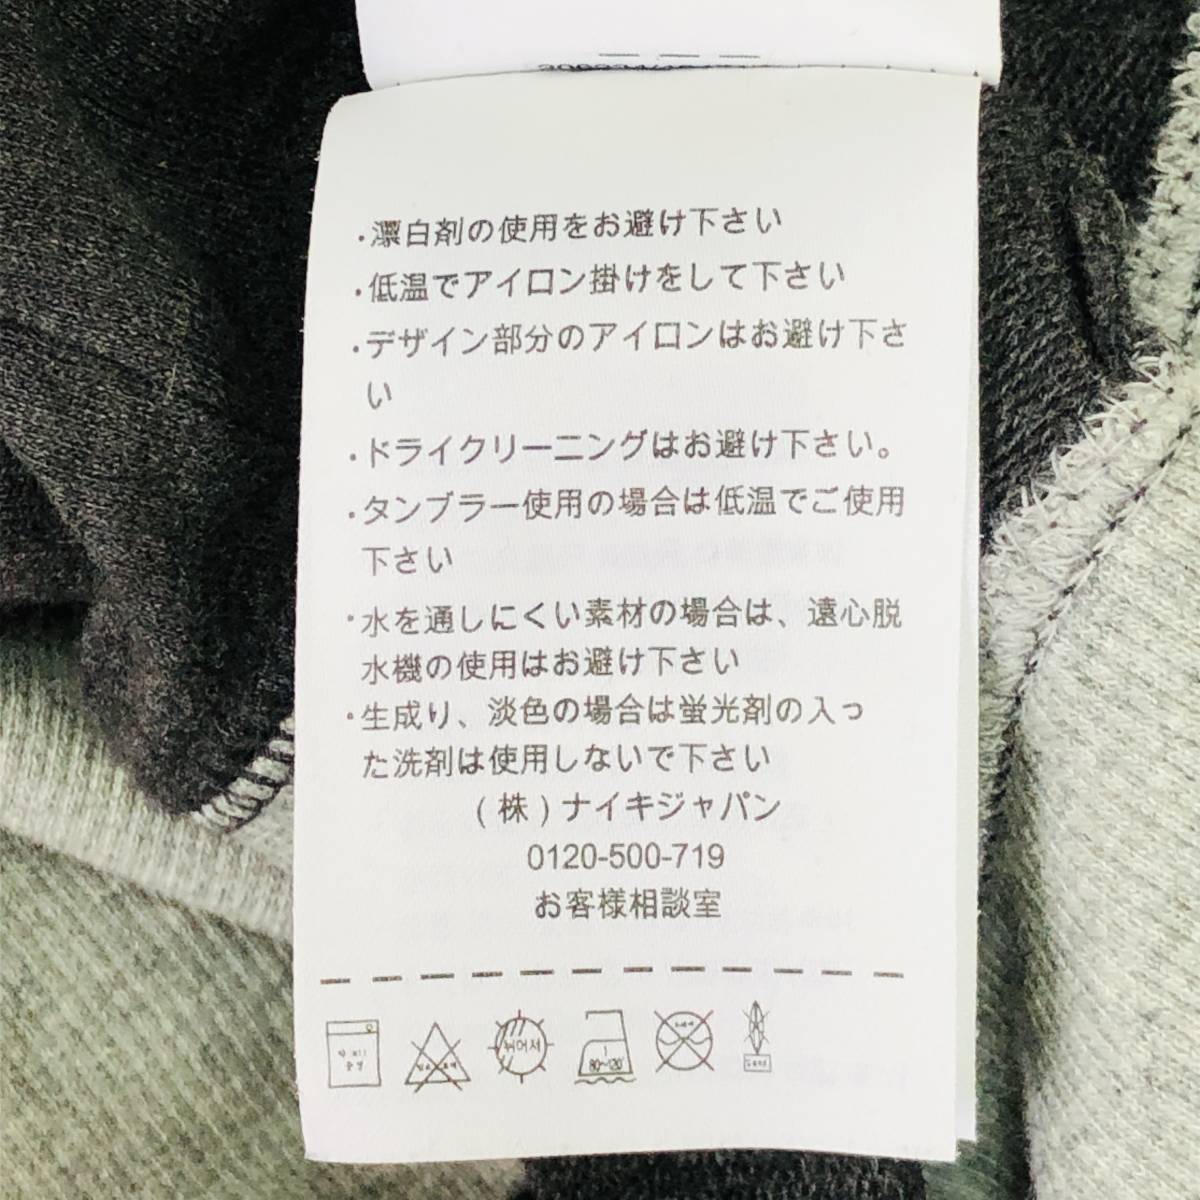 ・漂白剤の使用をお避け下さい
・低温でアイロン掛けをして下さい
・デザイン部分のアイロンはお避け下さ
い
・ドライクリーニングはお避け下さい。
・タンブラー使用の場合は低温でご使用
下さい
・水を通しにくい素材の場合は、遠心脱
水機の使用はお避け下さい
・生成り、淡色の場合は蛍光剤の入っ
た洗剤は使用しないで下さい
(株)ナイキジャパン
0120-500-719
お客様相談室
뉘어서
80~120°